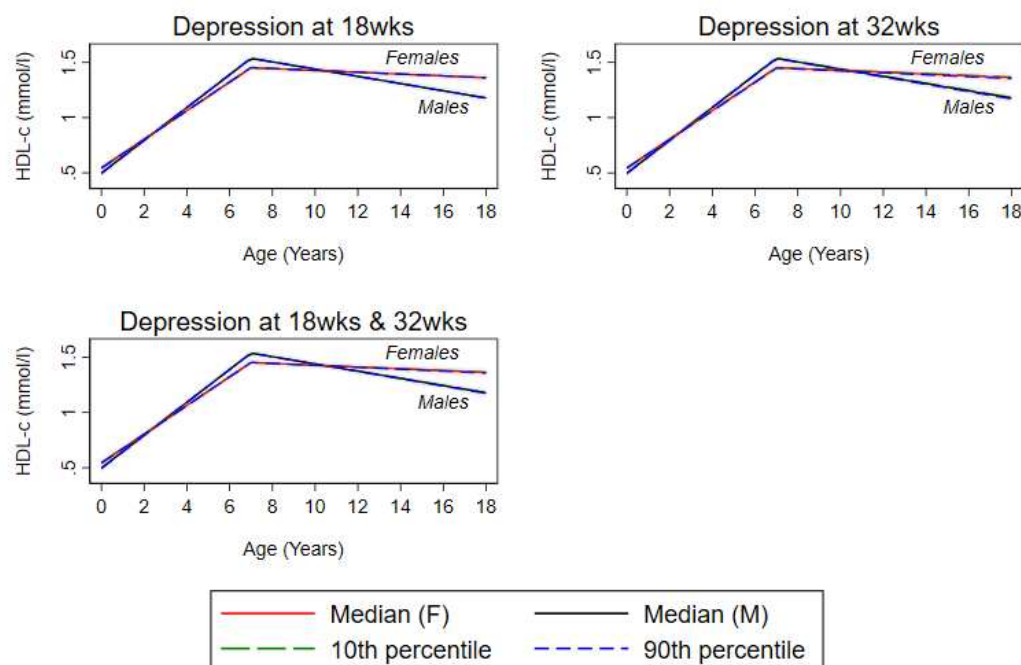 Depression at 18wks
HDL-c (mmol/l)
1.5
1
.5
Females
Males
0 2 4 6 8 10 12 14 16 18
Age (Years)
Depression at 32wks
HDL-c (mmol/l)
1.5
1
.5
Females
Males
0 2 4 6 8 10 12 14 16 18
Age (Years)
Depression at 18wks & 32wks
HDL-c (mmol/l)
1.5
1
.5
Females
Males
0 2 4 6 8 10 12 14 16 18
Age (Years)
Median (F) Median (M)
10th percentile 90th percentile